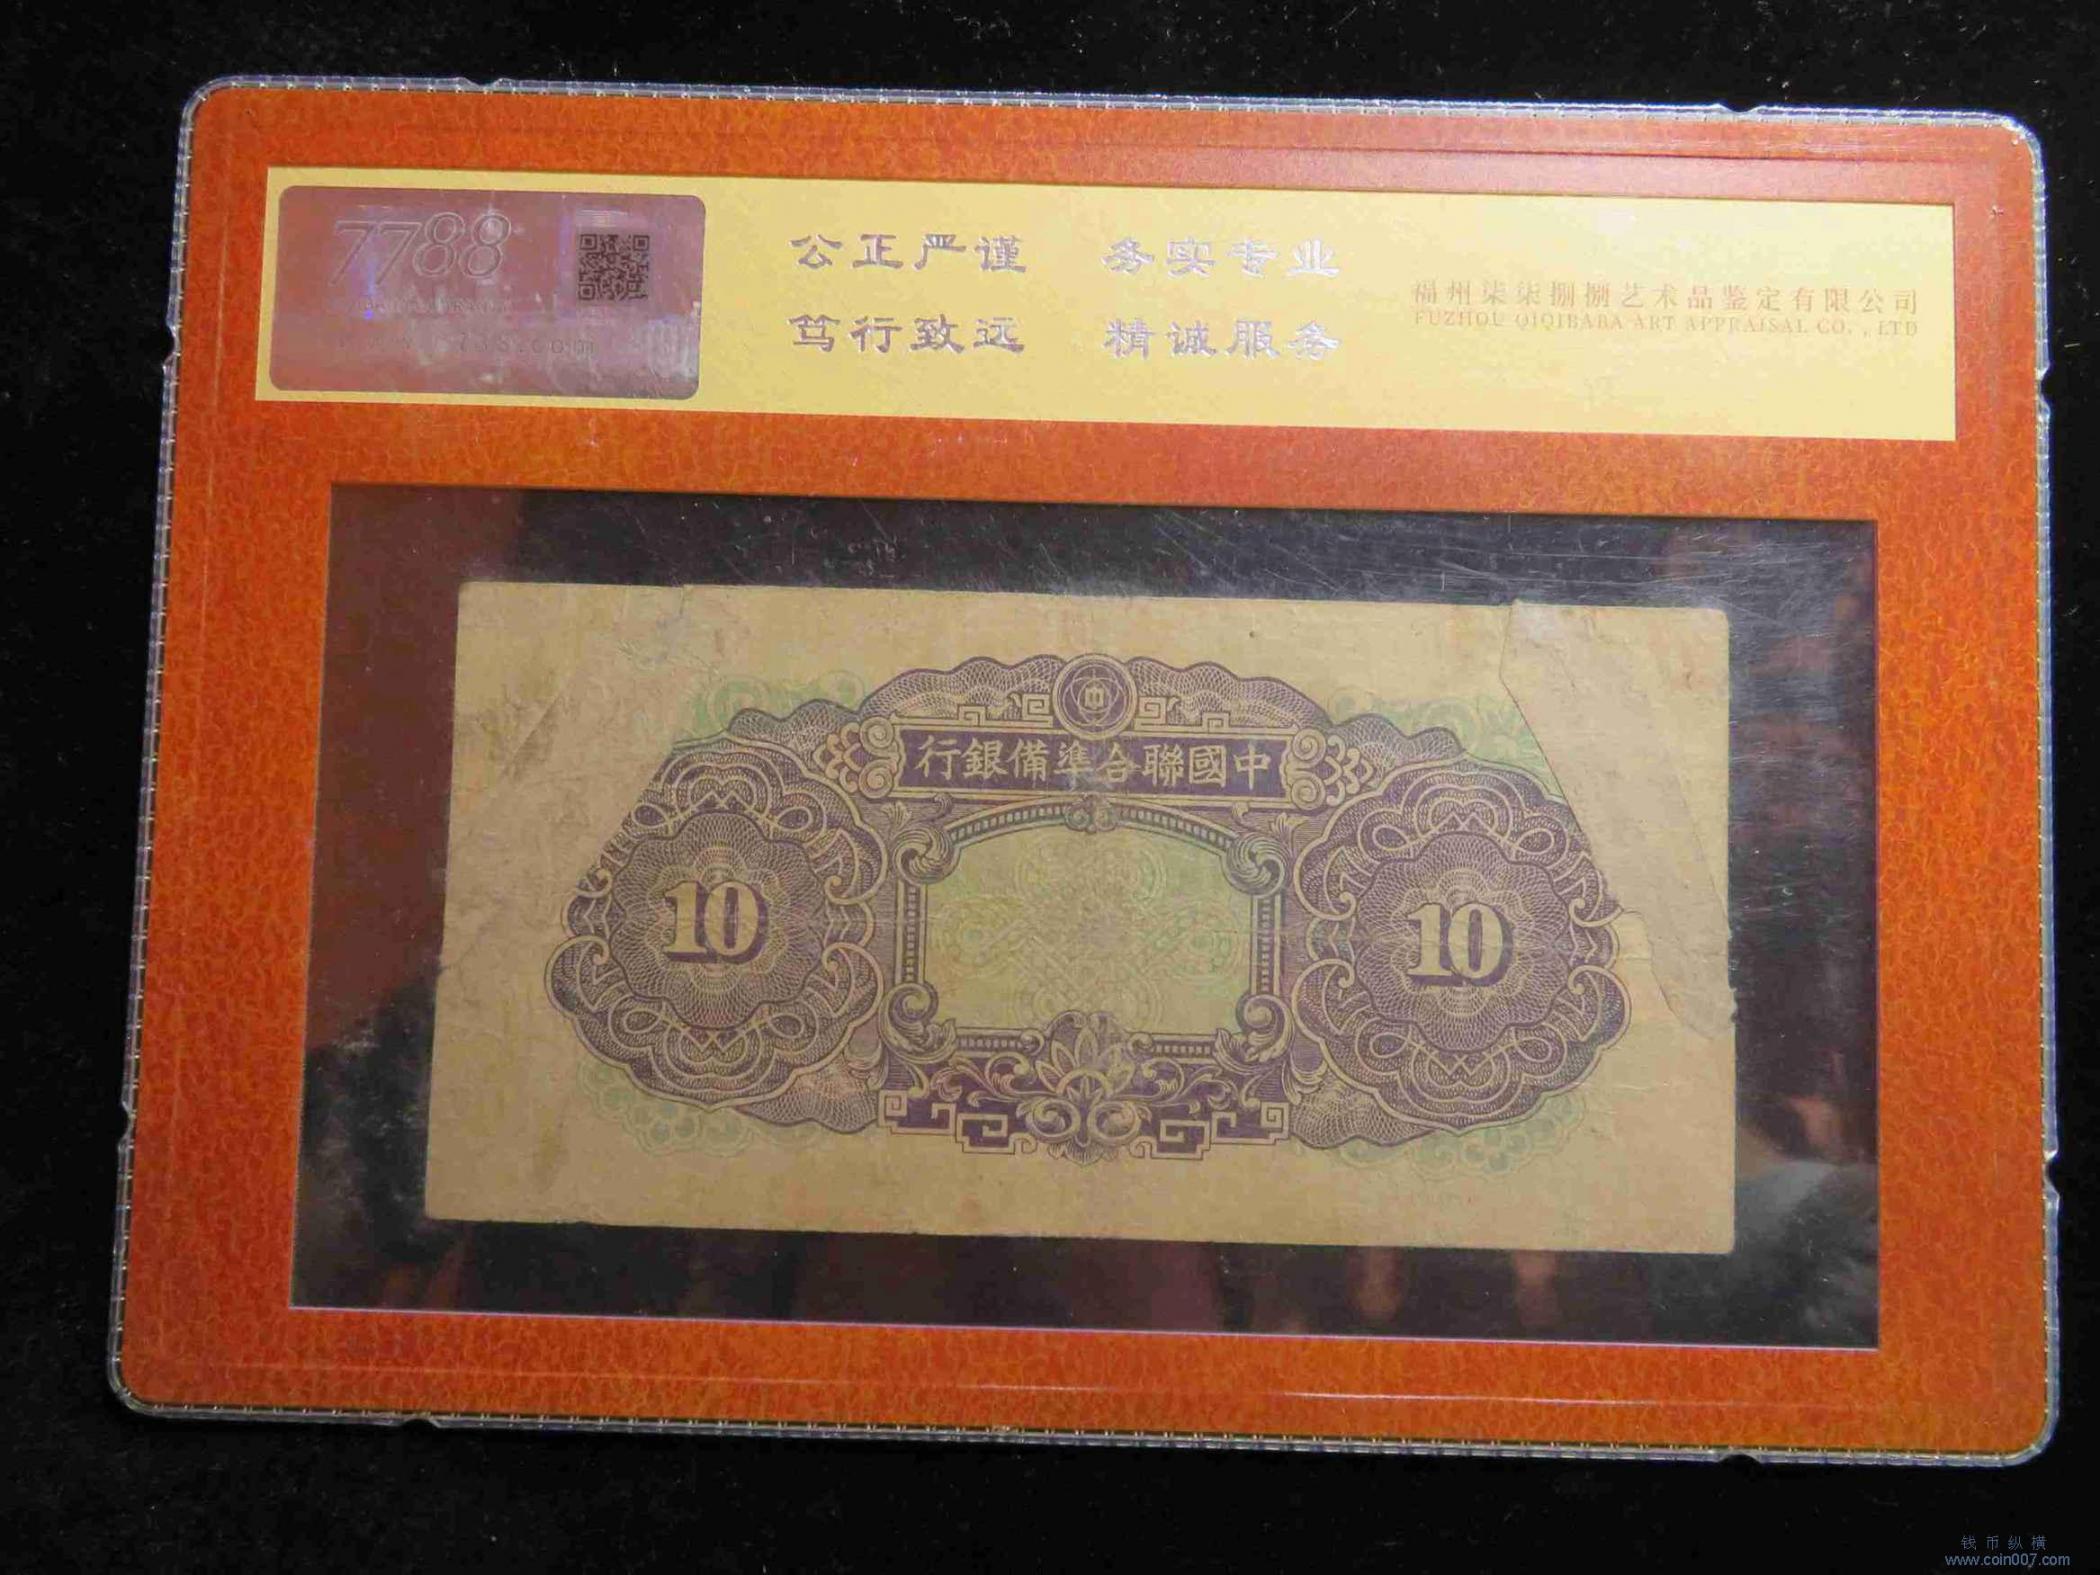 7788
公正严谨 务实专业
笃行致远 精诚服务
福州柒柒捌捌艺术品鉴定有限公司
FUZHOU QIQIBABA ART APPRAISAL CO. , LTD
中
行銀備準合聯國中
10
10
钱币纵横
www.coin007.com